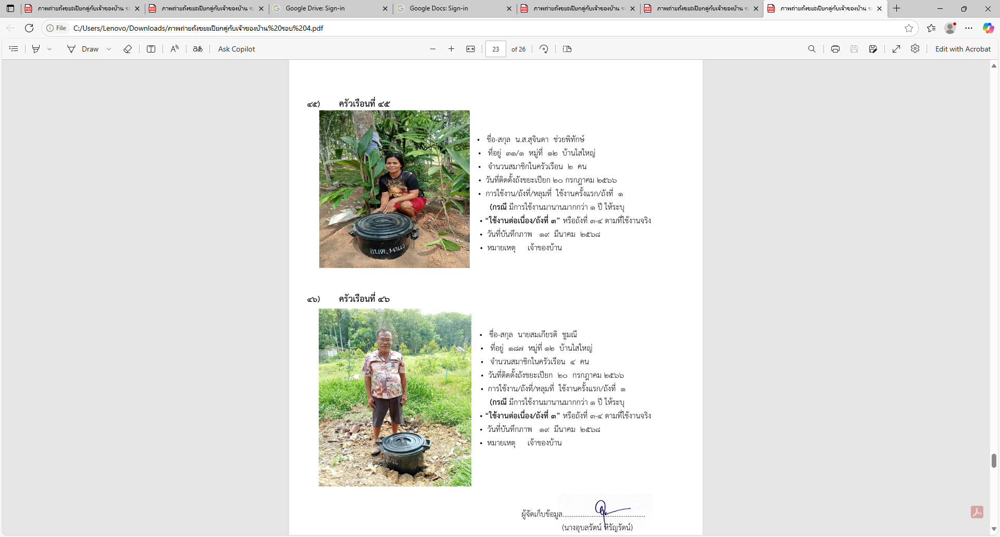 ภาพถ่ายถังขยะเปียกคู่กับเจ้าของบ้าน
ภาพถ่ายถังขยะเปียกคู่กับเจ้าของบ้าน
Google Drive: Sign-in
Google Docs: Sign-in
ภาพถ่ายถังขยะเปียกคู่กับเจ้าของบ้าน
ภาพถ่ายถังขยะเปียกคู่กับเจ้าของบ้าน
ภาพถ่ายถังขยะเปียกคู่กับเจ้าของบ้าน
File C:/Users/Lenovo/Downloads/ภาพถ่ายถังขยะเปียกคู่กับเจ้าของบ้าน%20รอบ%204.pdf
Draw Ask Copilot 23 of 26 Edit with Acrobat
๔๕) ครัวเรือนที่ ๔๕
• ชื่อ-สกุล น.ส.สุจินดา ช่วยพิทักษ์
• ที่อยู่ ๓๑/๑ หมู่ที่ ๑๒ บ้านไสใหญ่
• จำนวนสมาชิกในครัวเรือน ๒ คน
• วันที่ติดตั้งถังขยะเปียก ๒๐ กรกฎาคม ๒๕๖๖
• การใช้งาน/ถังที่/หลุมที่ ใช้งานครั้งแรก/ถังที่ ๑
(กรณี มีการใช้งานมานานมากกว่า ๑ ปี ให้ระบุ
• “ใช้งานต่อเนื่อง/ถังที่ ๓” หรือถังที่ ๓-๔ ตามที่ใช้งานจริง
• วันที่บันทึกภาพ ๑๙ มีนาคม ๒๕๖๘
• หมายเหตุ เจ้าของบ้าน
อบต.นาแว
๔๖) ครัวเรือนที่ ๔๖
• ชื่อ-สกุล นายสมเกียรติ ชูมณี
• ที่อยู่ ๑๘๗ หมู่ที่ ๑๒ บ้านไสใหญ่
• จำนวนสมาชิกในครัวเรือน ๔ คน
• วันที่ติดตั้งถังขยะเปียก ๒๐ กรกฎาคม ๒๕๖๖
• การใช้งาน/ถังที่/หลุมที่ ใช้งานครั้งแรก/ถังที่ ๑
(กรณี มีการใช้งานมานานมากกว่า ๑ ปี ให้ระบุ
• “ใช้งานต่อเนื่อง/ถังที่ ๓” หรือถังที่ ๓-๔ ตามที่ใช้งานจริง
• วันที่บันทึกภาพ ๑๙ มีนาคม ๒๕๖๘
• หมายเหตุ เจ้าของบ้าน
ผู้จัดเก็บข้อมูล..............................................
(นางอุบลรัตน์ หิรัญรัตน์)